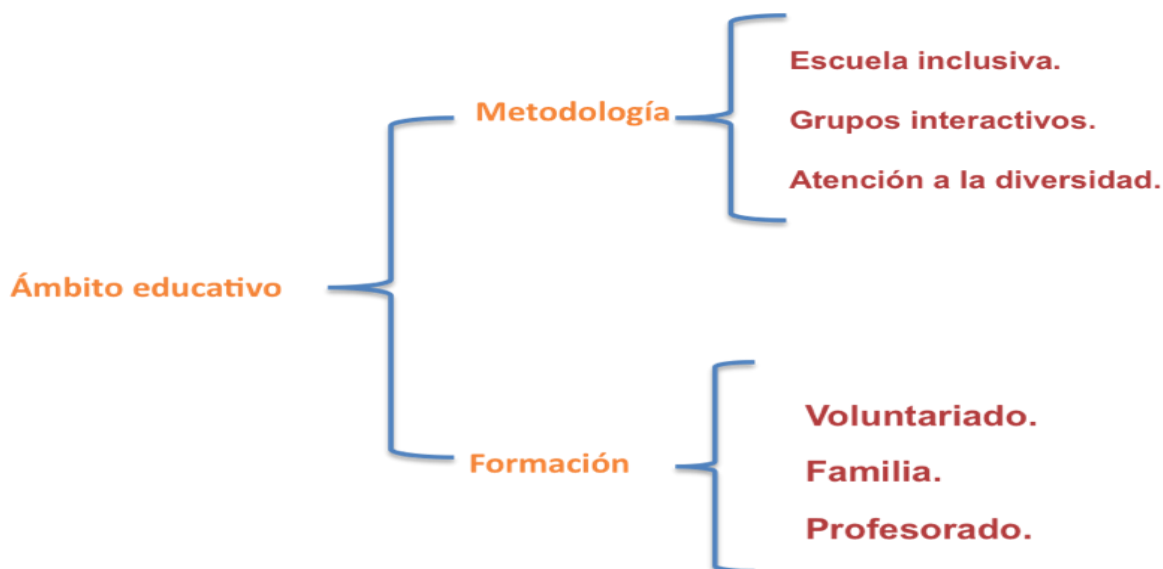 Ámbito educativo
Metodología
Escuela inclusiva.
Grupos interactivos.
Atención a la diversidad.
Formación
Voluntariado.
Familia.
Profesorado.